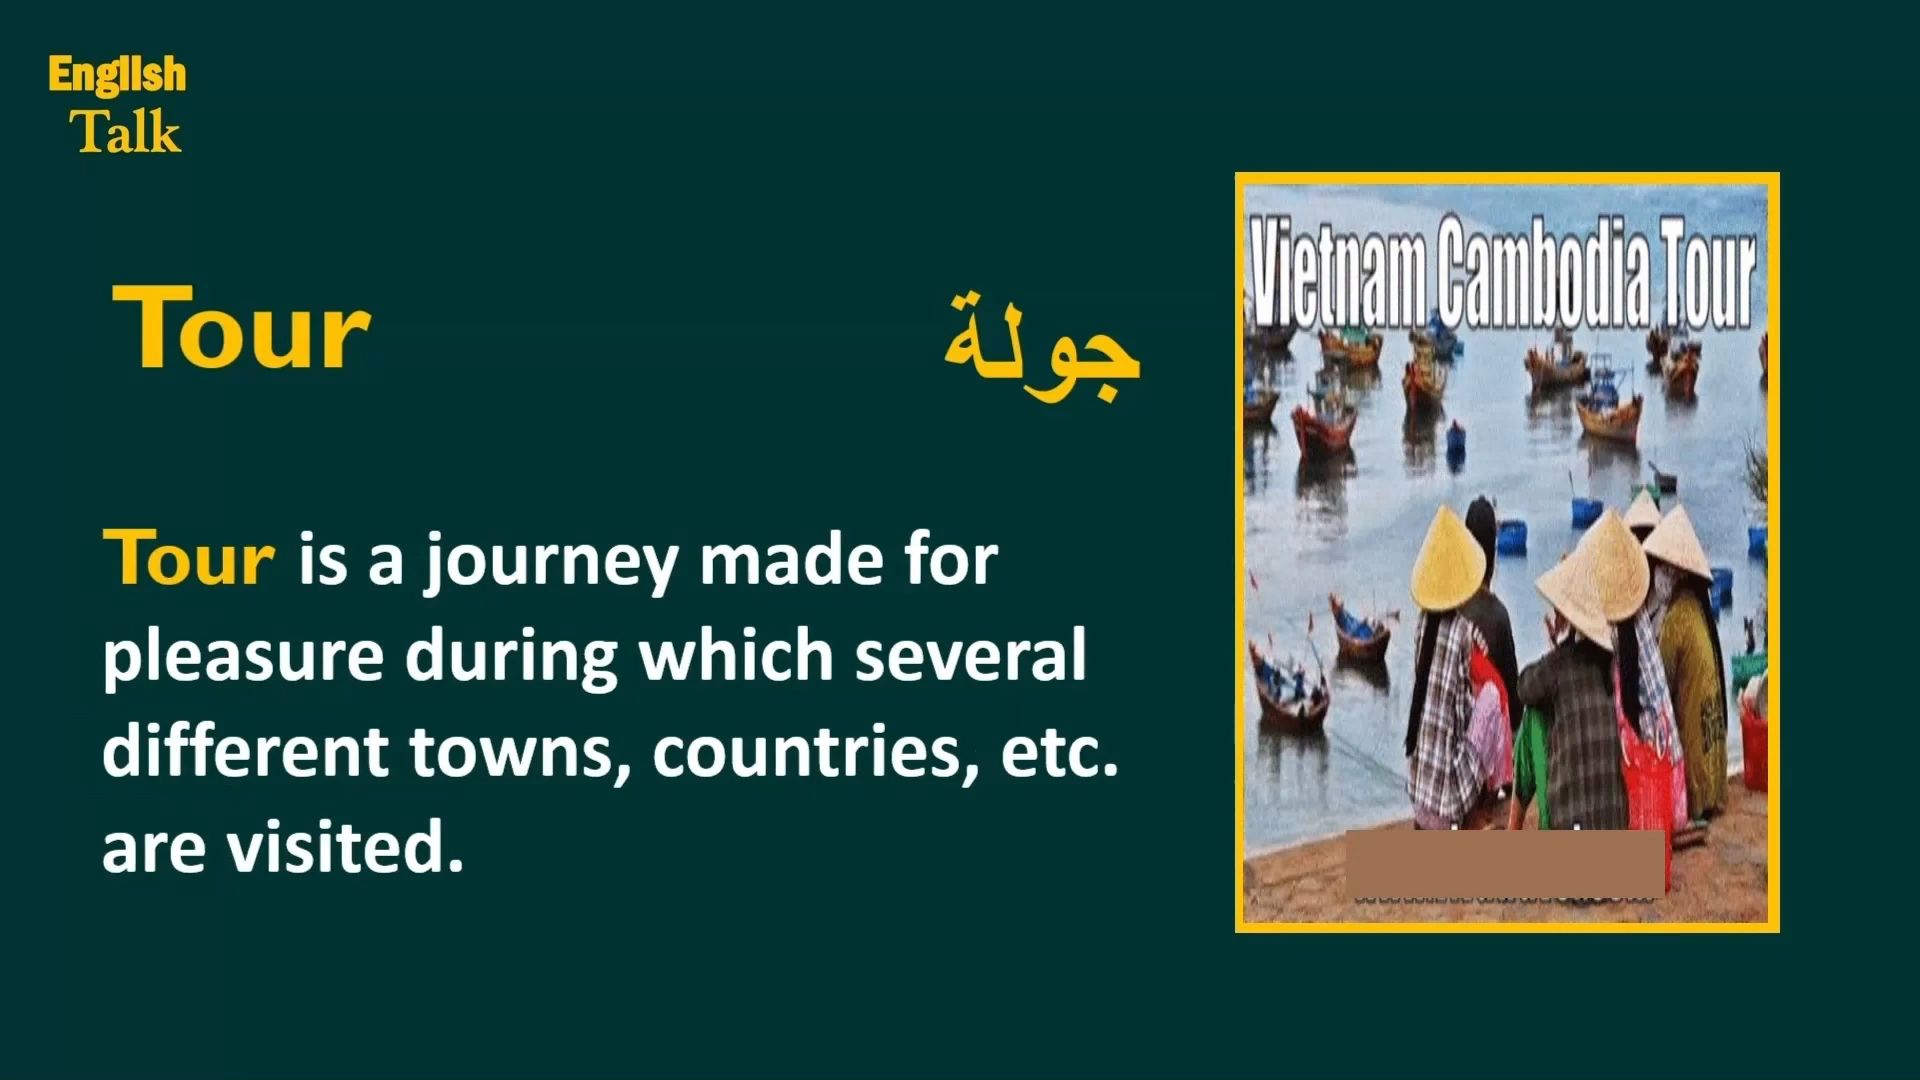 English
Talk
Tour
جولة
Vietnam Cambodia Tour
Tour is a journey made for
pleasure during which several
different towns, countries, etc.
are visited.